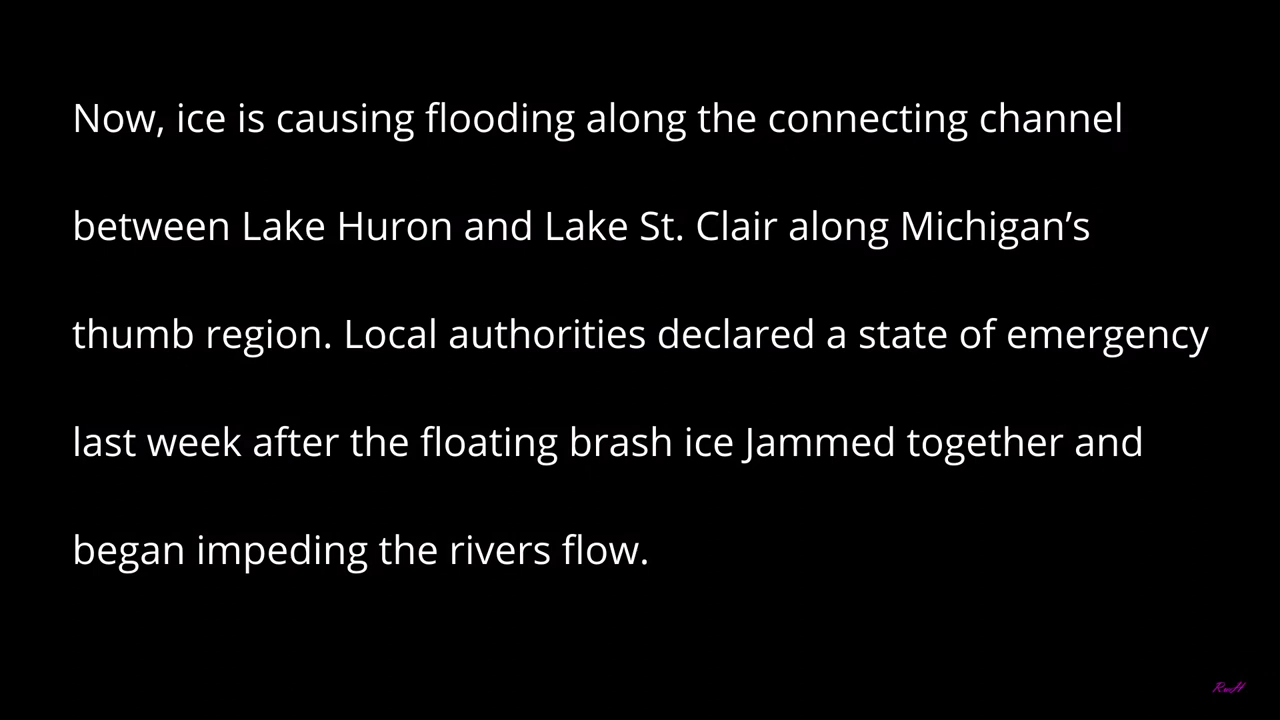 Now, ice is causing flooding along the connecting channel
between Lake Huron and Lake St. Clair along Michigan’s
thumb region. Local authorities declared a state of emergency
last week after the floating brash ice Jammed together and
began impeding the rivers flow.